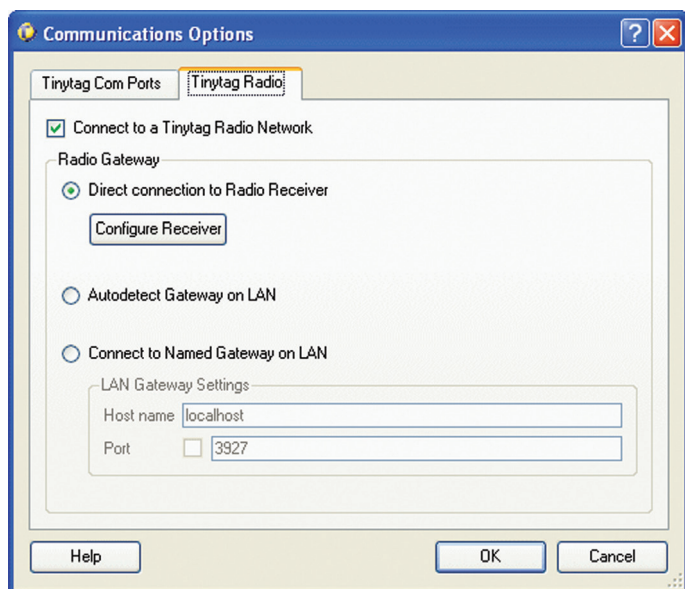 Communications Options
Tinytag Com Ports
Tinytag Radio
Connect to a Tinytag Radio Network
Radio Gateway
Direct connection to Radio Receiver
Configure Receiver
Autodetect Gateway on LAN
Connect to Named Gateway on LAN
LAN Gateway Settings
Host name localhost
Port 3927
Help OK Cancel